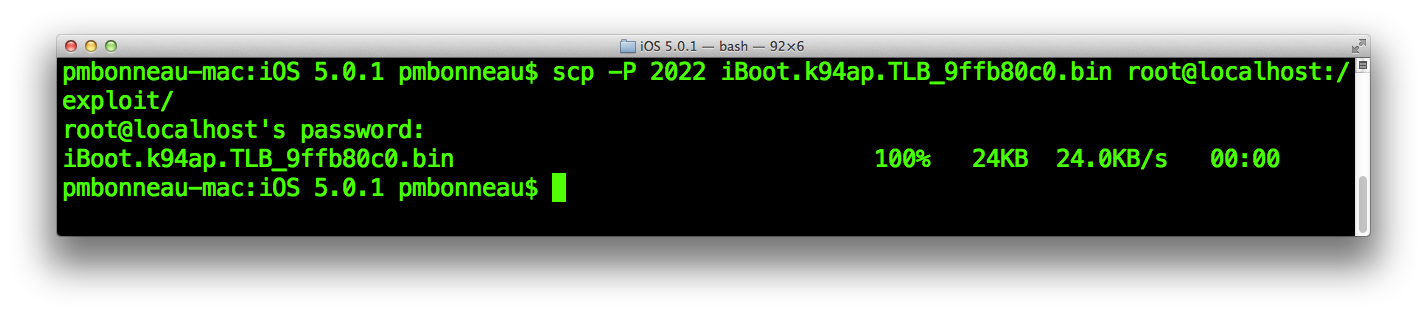 iOS 5.0.1 — bash — 92×6
pmbonneau-mac:iOS 5.0.1 pmbonneau$ scp -P 2022 iBoot.k94ap.TLB_9ffb80c0.bin root@localhost:/
exploit/
root@localhost's password:
iBoot.k94ap.TLB_9ffb80c0.bin 100% 24KB 24.0KB/s 00:00
pmbonneau-mac:iOS 5.0.1 pmbonneau$